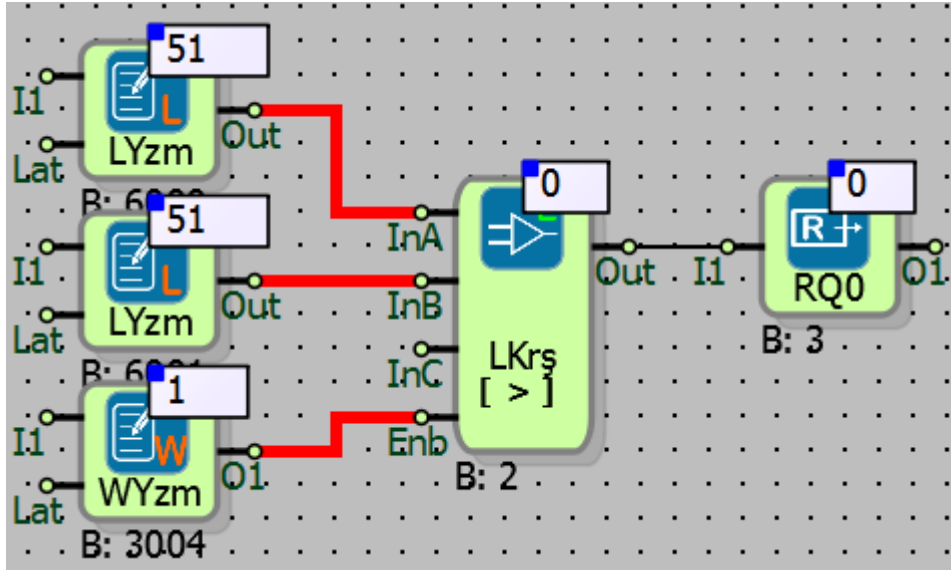 51
I1
L
Out
Lat
LYzm
51
I1
L
Out
Lat
LYzm
1
I1
W
O1
Lat
WYzm
B: 3004
0
InA
InB
InC
Enb
LKrş
[ > ]
Out
B: 2
0
I1
R
RQ0
O1
B: 3